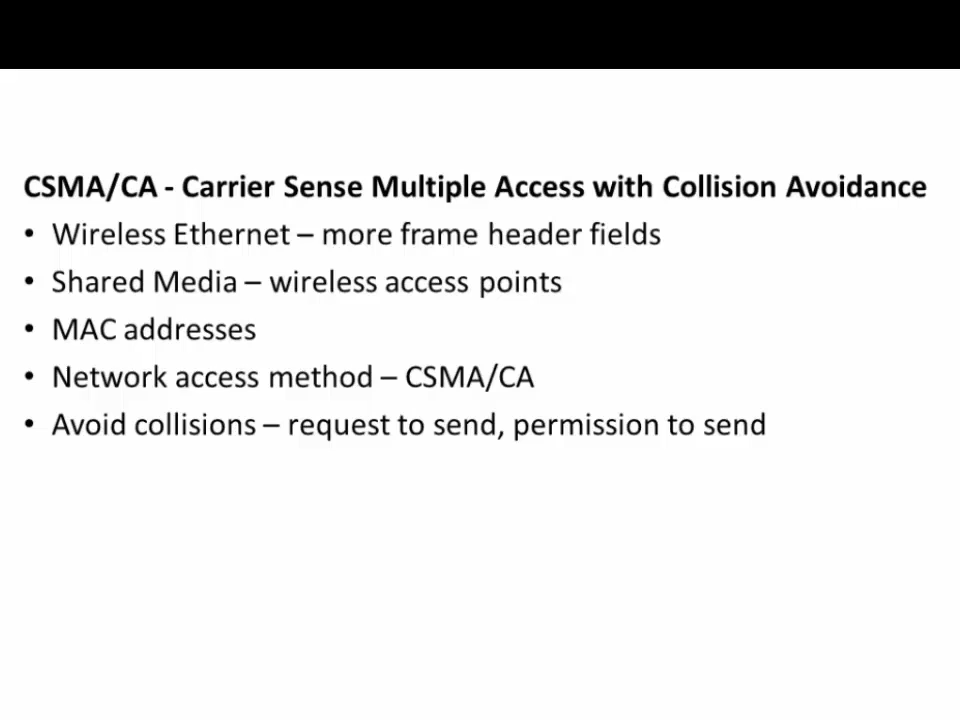 CSMA/CA - Carrier Sense Multiple Access with Collision Avoidance
• Wireless Ethernet – more frame header fields
• Shared Media – wireless access points
• MAC addresses
• Network access method – CSMA/CA
• Avoid collisions – request to send, permission to send